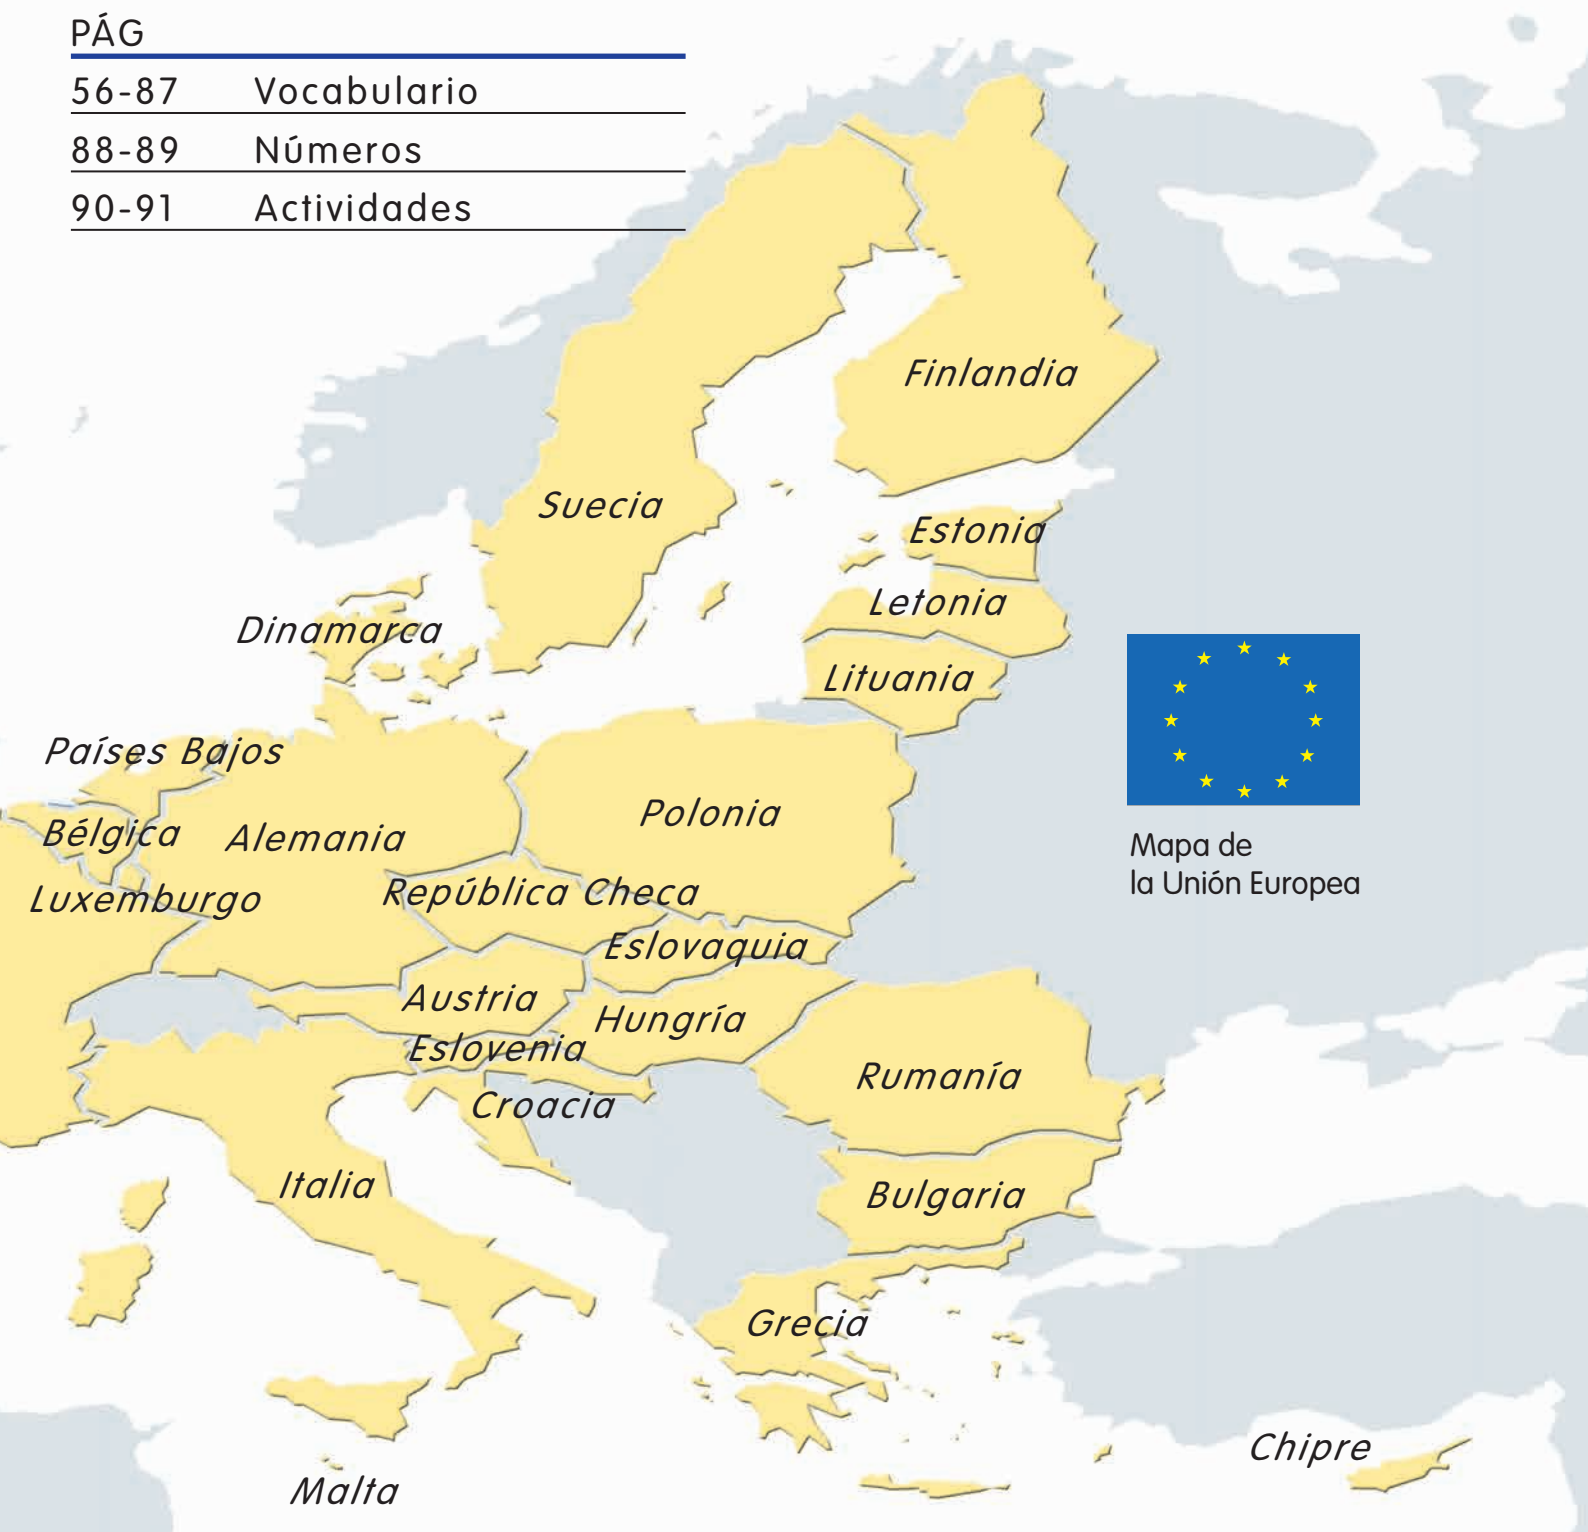 PÁG
56-87 Vocabulario
88-89 Números
90-91 Actividades
Finlandia
Suecia
Estonia
Letonia
Dinamarca
Lituania
Países Bajos
Polonia
Bélgica
Alemania
Mapa de
la Unión Europea
República Checa
Luxemburgo
Eslovaquia
Austria
Hungría
Eslovenia
Rumanía
Croacia
Italia
Bulgaria
Grecia
Chipre
Malta